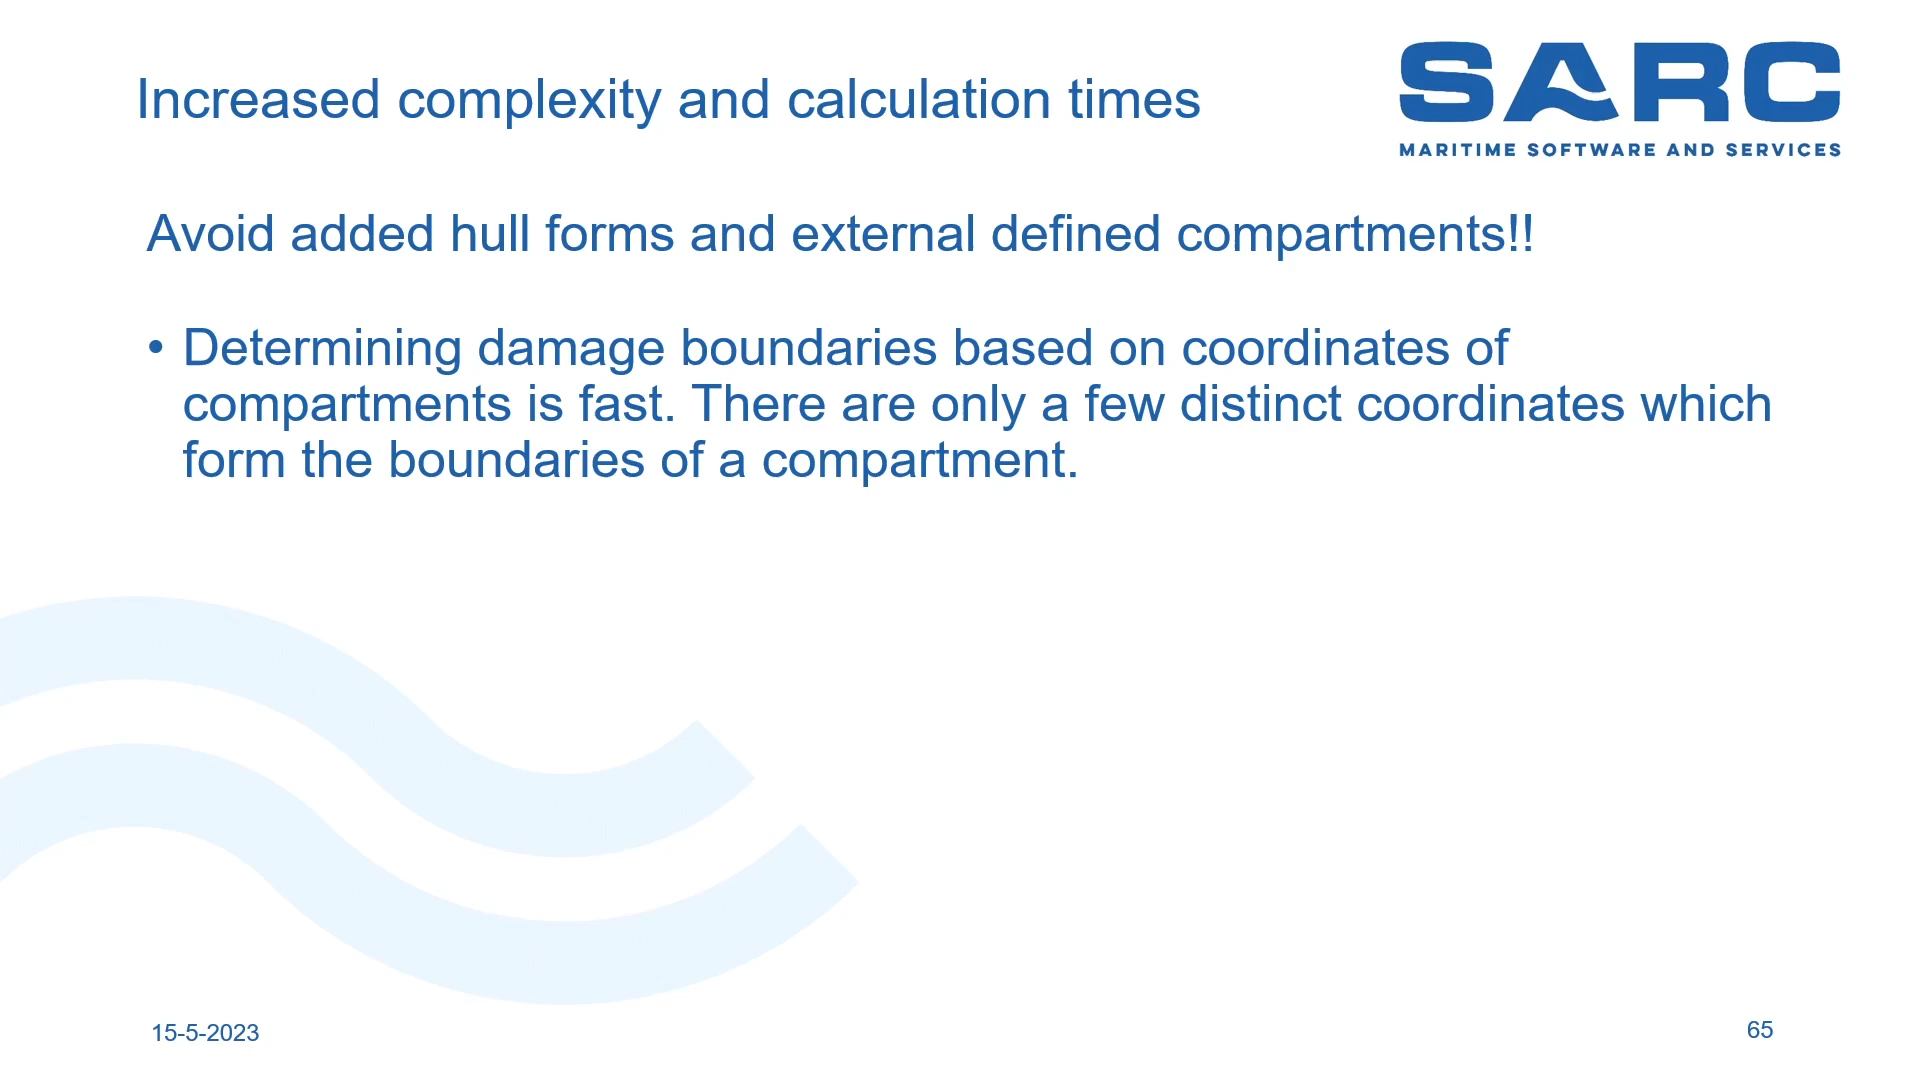 Increased complexity and calculation times
SARC
MARITIME SOFTWARE AND SERVICES
Avoid added hull forms and external defined compartments!!
• Determining damage boundaries based on coordinates of
compartments is fast. There are only a few distinct coordinates which
form the boundaries of a compartment.
15-5-2023
65